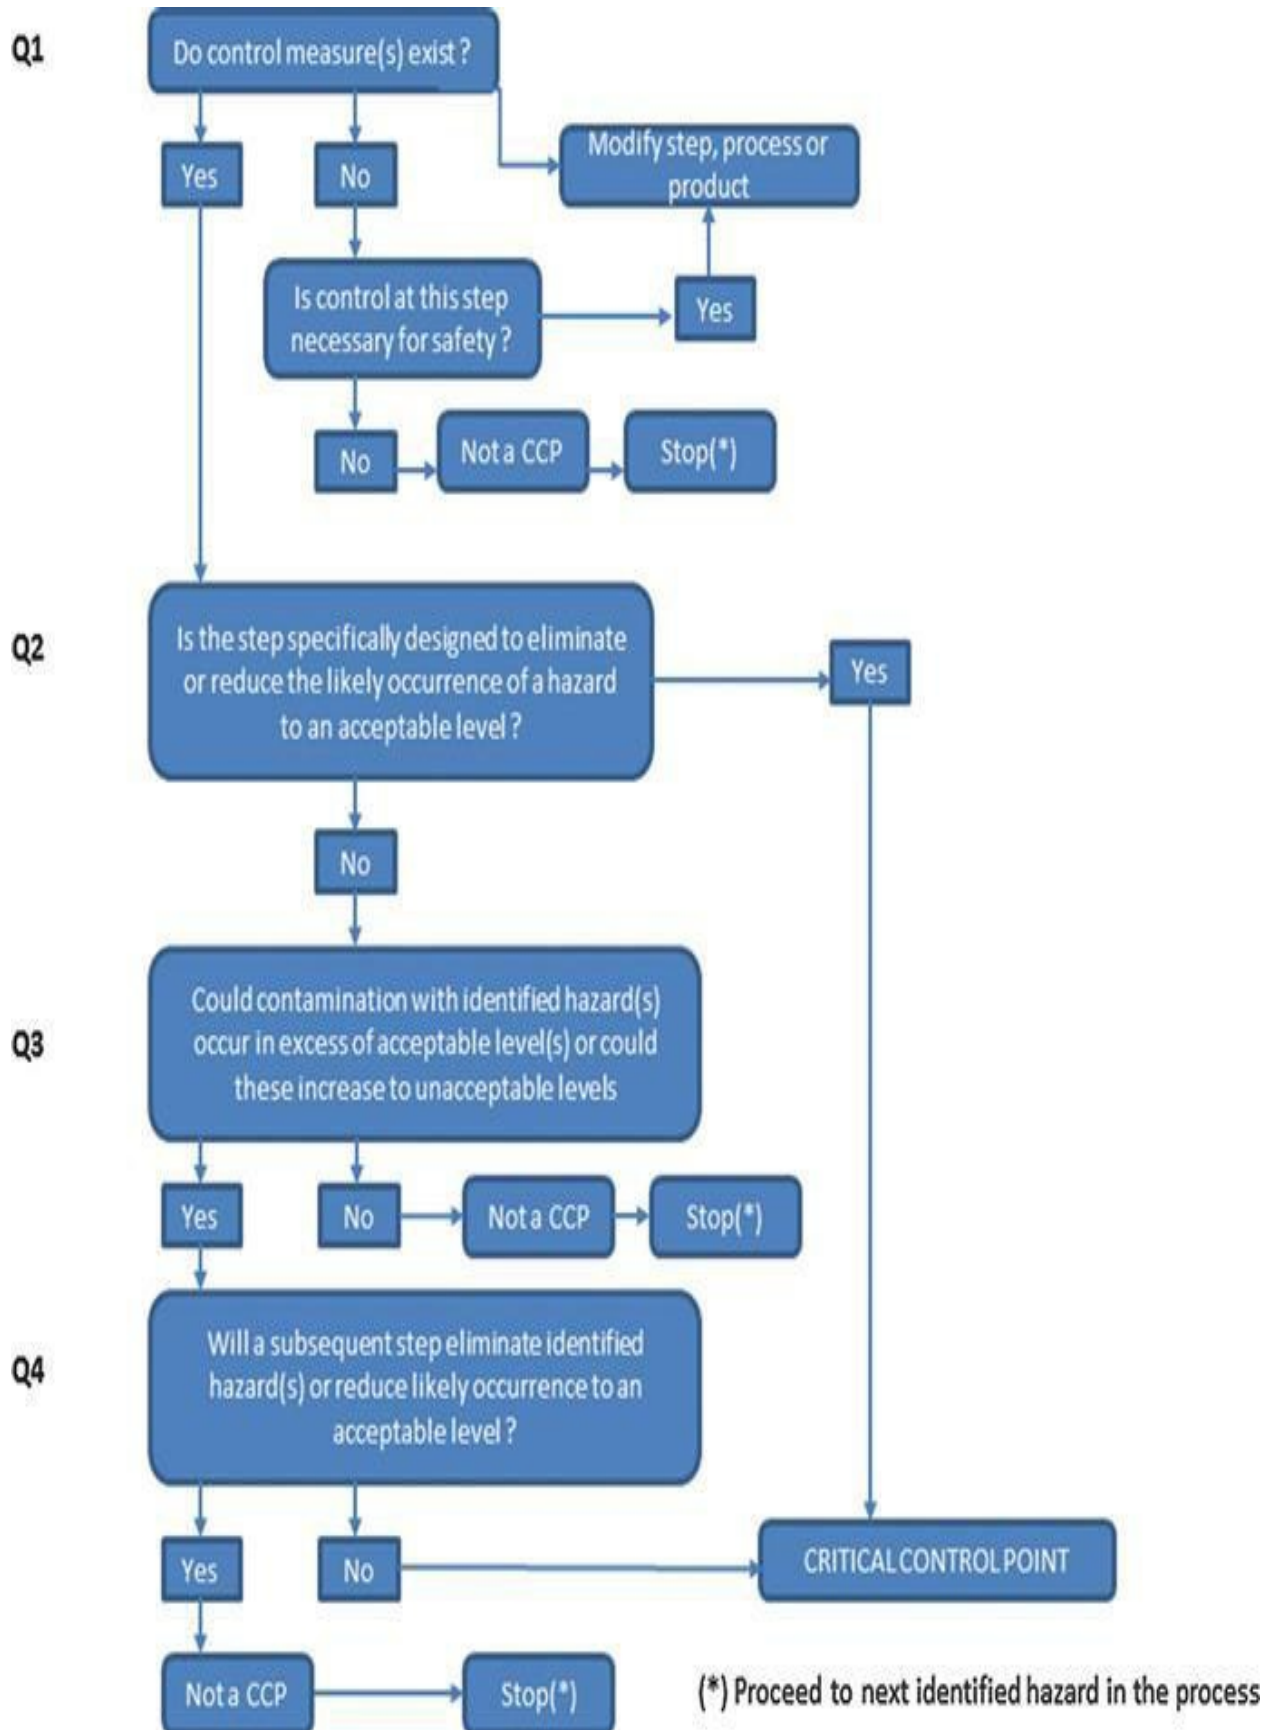 Q1
Do control measure(s) exist ?
Yes
No
Modify step, process or
product
Is control at this step
necessary for safety ?
Yes
No
Not a CCP
Stop(*)
Q2
Is the step specifically designed to eliminate
or reduce the likely occurrence of a hazard
to an acceptable level ?
Yes
No
Q3
Could contamination with identified hazard(s)
occur in excess of acceptable level(s) or could
these increase to unacceptable levels
Yes
No
Not a CCP
Stop(*)
Q4
Will a subsequent step eliminate identified
hazard(s) or reduce likely occurrence to an
acceptable level ?
Yes
No
CRITICAL CONTROL POINT
Not a CCP
Stop(*)
(*) Proceed to next identified hazard in the process